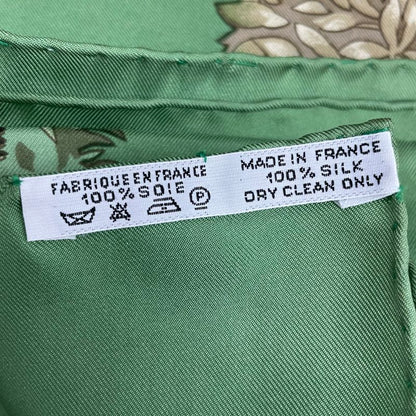 FABRIQUE EN FRANCE
100% SOIE
P
MADE IN FRANCE
100% SILK
DRY CLEAN ONLY